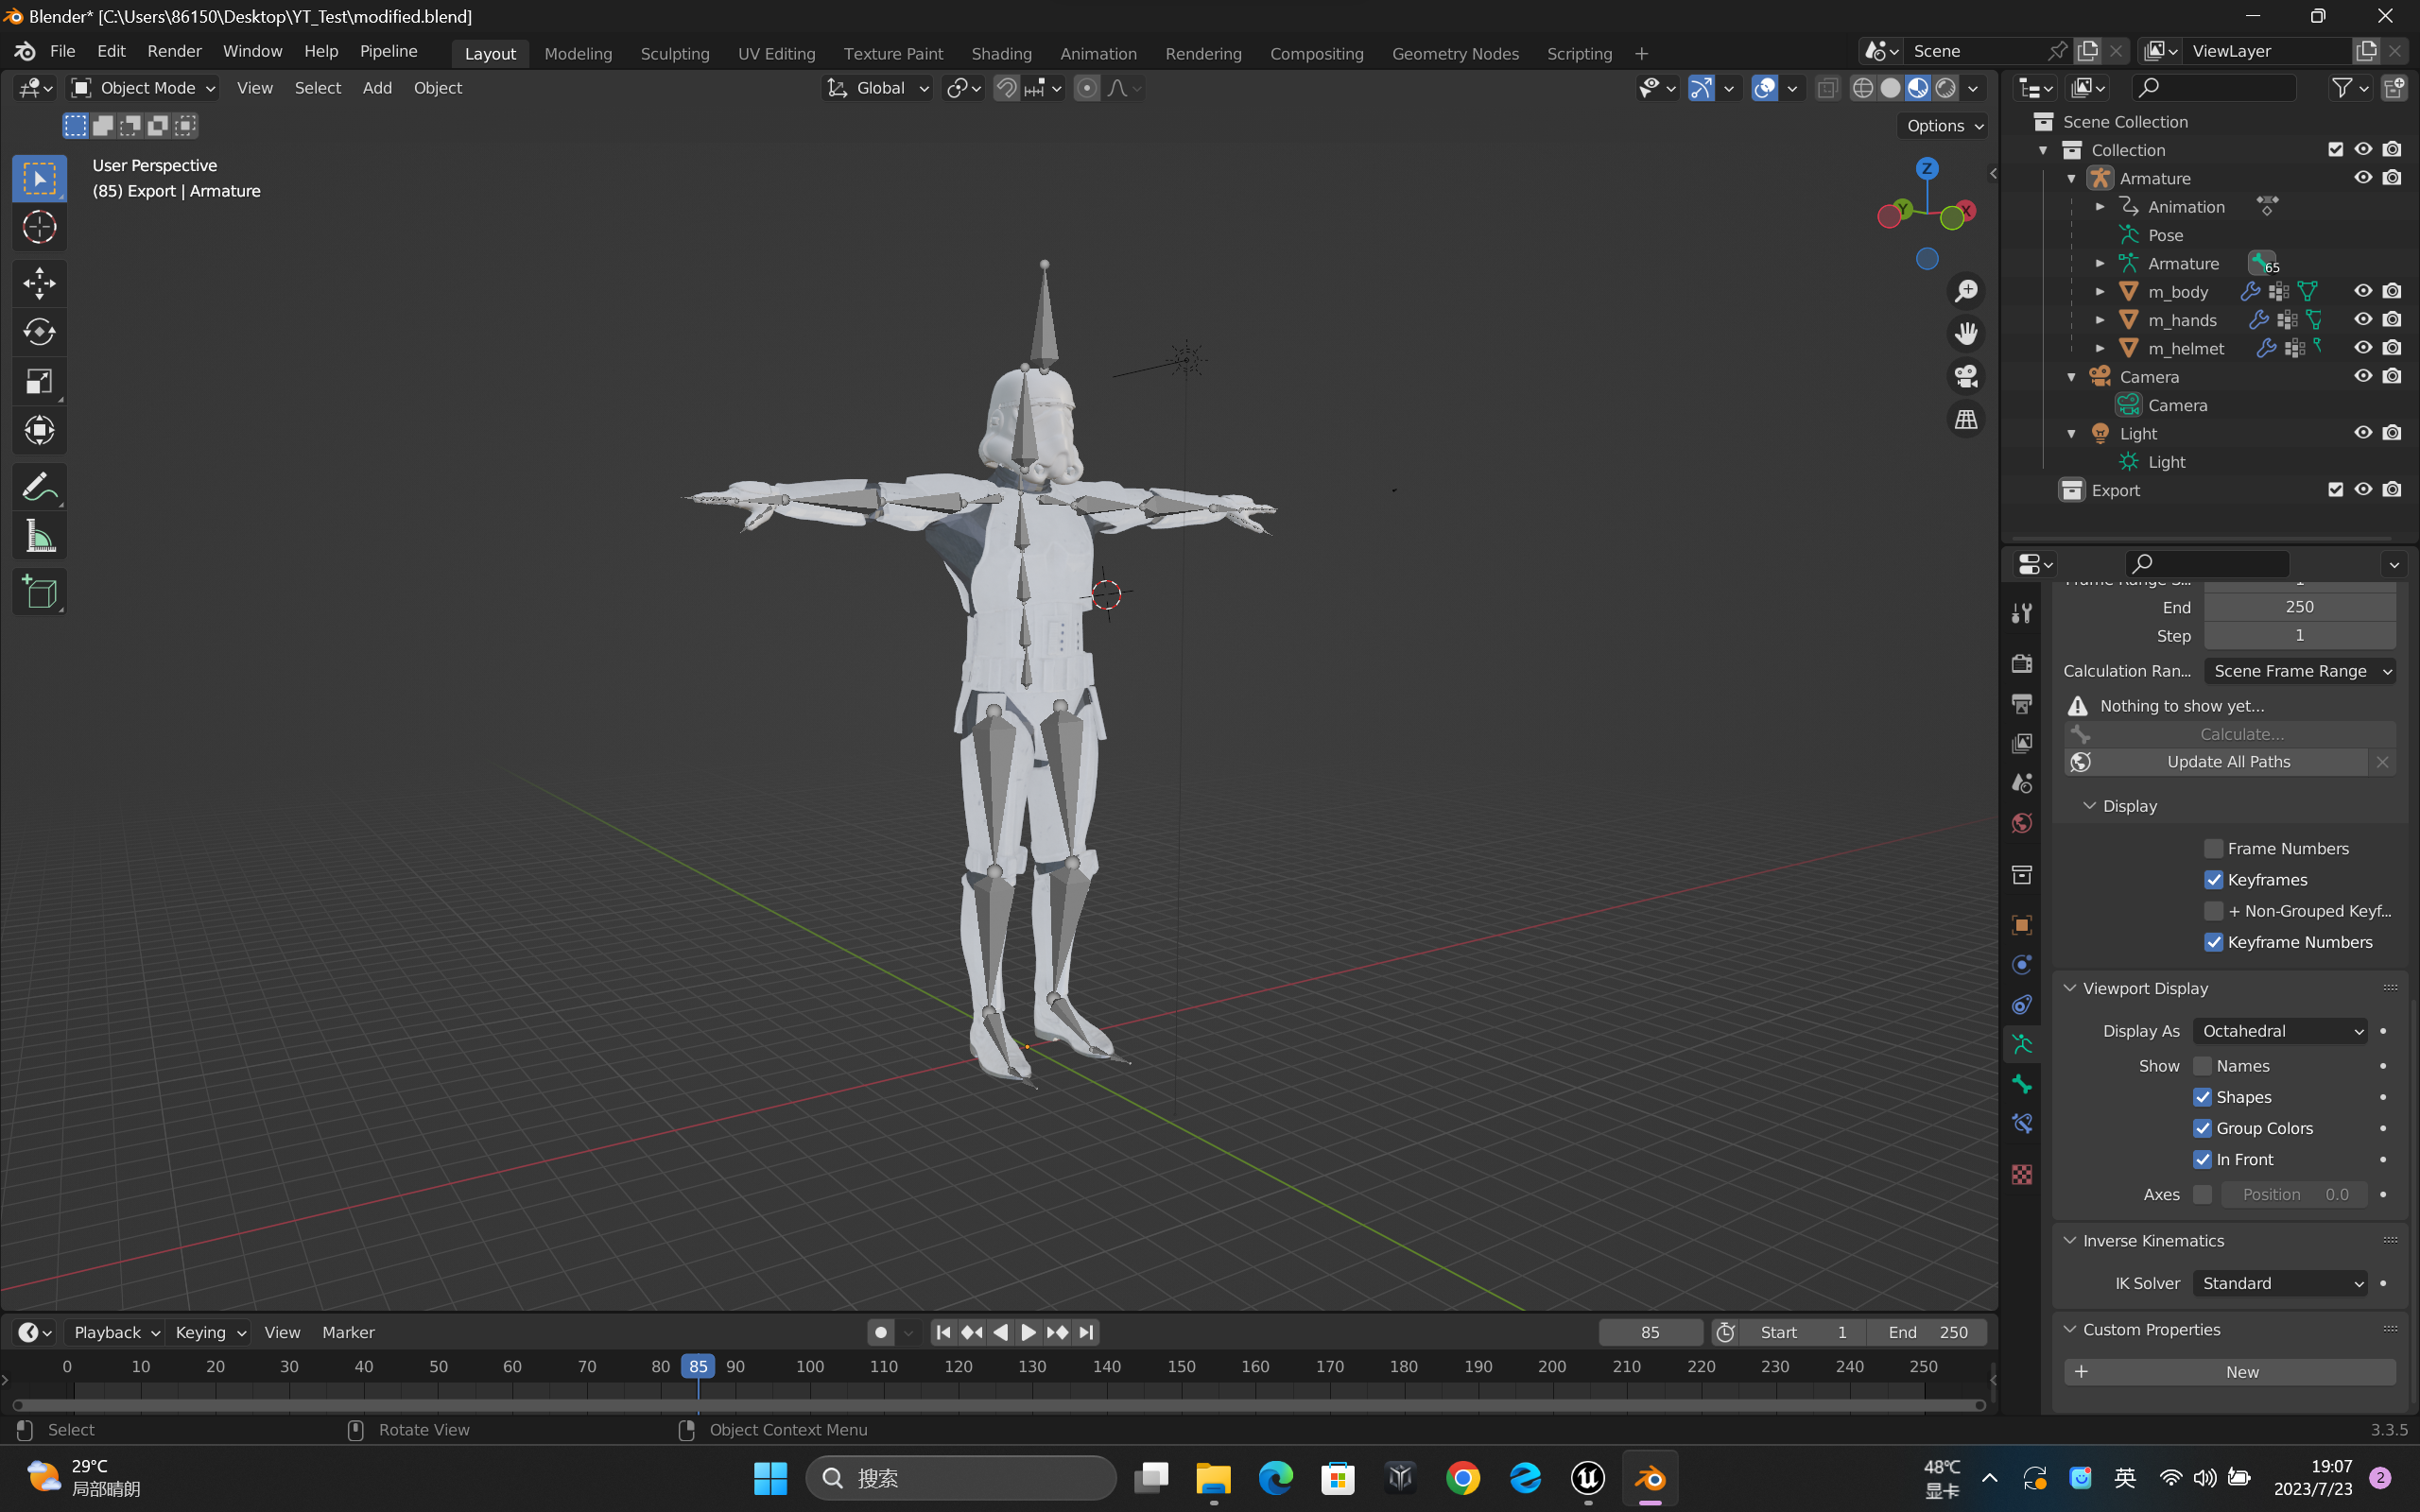 Blender* [C:\Users\86150\Desktop\YT_Test\modified.blend]
File Edit Render Window Help Pipeline Layout Modeling Sculpting UV Editing Texture Paint Shading Animation Rendering Compositing Geometry Nodes Scripting + Scene ViewLayer
Object Mode View Select Add Object Global
Options
User Perspective
(85) Export | Armature
Z
Y
X
Scene Collection
Collection
Armature
Animation
Pose
Armature 65
m_body
m_hands
m_helmet
Camera
Camera
Light
Light
Export
End 250
Step 1
Calculation Ran... Scene Frame Range
Nothing to show yet...
Calculate...
Update All Paths
Display
Frame Numbers
Keyframes
+ Non-Grouped Keyf...
Keyframe Numbers
Viewport Display
Display As Octahedral
Show Names
Shapes
Group Colors
In Front
Axes Position 0.0
Inverse Kinematics
IK Solver Standard
Custom Properties
New
Playback Keying View Marker 85 Start 1 End 250
0 10 20 30 40 50 60 70 80 85 90 100 110 120 130 140 150 160 170 180 190 200 210 220 230 240 250
Select Rotate View Object Context Menu 3.3.5
29°C
局部晴朗
搜索
48℃
显卡
英
19:07
2023/7/23
2